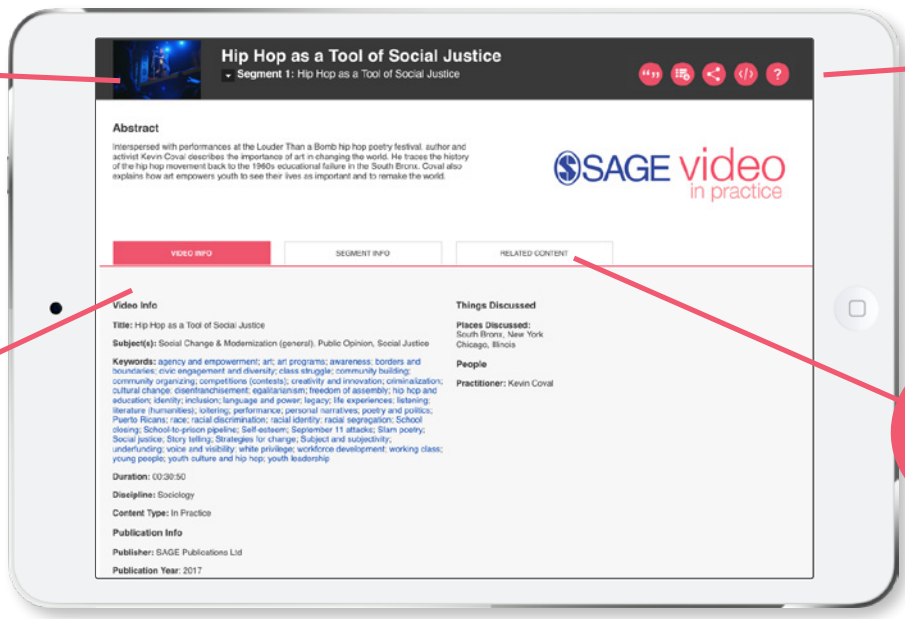 Hip Hop as a Tool of Social Justice
Segment 1: Hip Hop as a Tool of Social Justice
“ ” </> ?
Abstract
Interspersed with performances at the Louder Than a Bomb hip hop poetry festival, author and
activist Kevin Coval describes the importance of art in changing the world. He traces the history
of the hip hop movement back to the 1960s educational failure in the South Bronx. Coval also
explains how art empowers youth to see their lives as important and to remake the world.
SSAGE video
in practice
VIDEO INFO
SEGMENT INFO
RELATED CONTENT
Video Info
Title: Hip Hop as a Tool of Social Justice
Subject(s): Social Change & Modernization (general), Public Opinion, Social Justice
Keywords: agency and empowerment; art; art programs; awareness; borders and
boundaries; civic engagement and diversity; class struggle; community building;
community organizing; competitions (contests); creativity and innovation; criminalization;
cultural change; disenfranchisement; egalitarianism; freedom of assembly; hip hop and
education; identity; inclusion; language and power; legacy; life experiences; listening;
literature (humanities); loitering; performance; personal narratives; poetry and politics;
Puerto Ricans; race; racial discrimination; racial identity; racial segregation; School
closing; School-to-prison pipeline; Self-esteem; September 11 attacks; Slam poetry;
Social justice; Story telling; Strategies for change; Subject and subjectivity;
underfunding; voice and visibility; white privilege; workforce development; working class;
young people; youth culture and hip hop; youth leadership
Duration: 00:30:50
Discipline: Sociology
Content Type: In Practice
Publication Info
Publisher: SAGE Publications Ltd
Publication Year: 2017
Things Discussed
Places Discussed:
South Bronx, New York
Chicago, Illinois
People
Practitioner: Kevin Coval